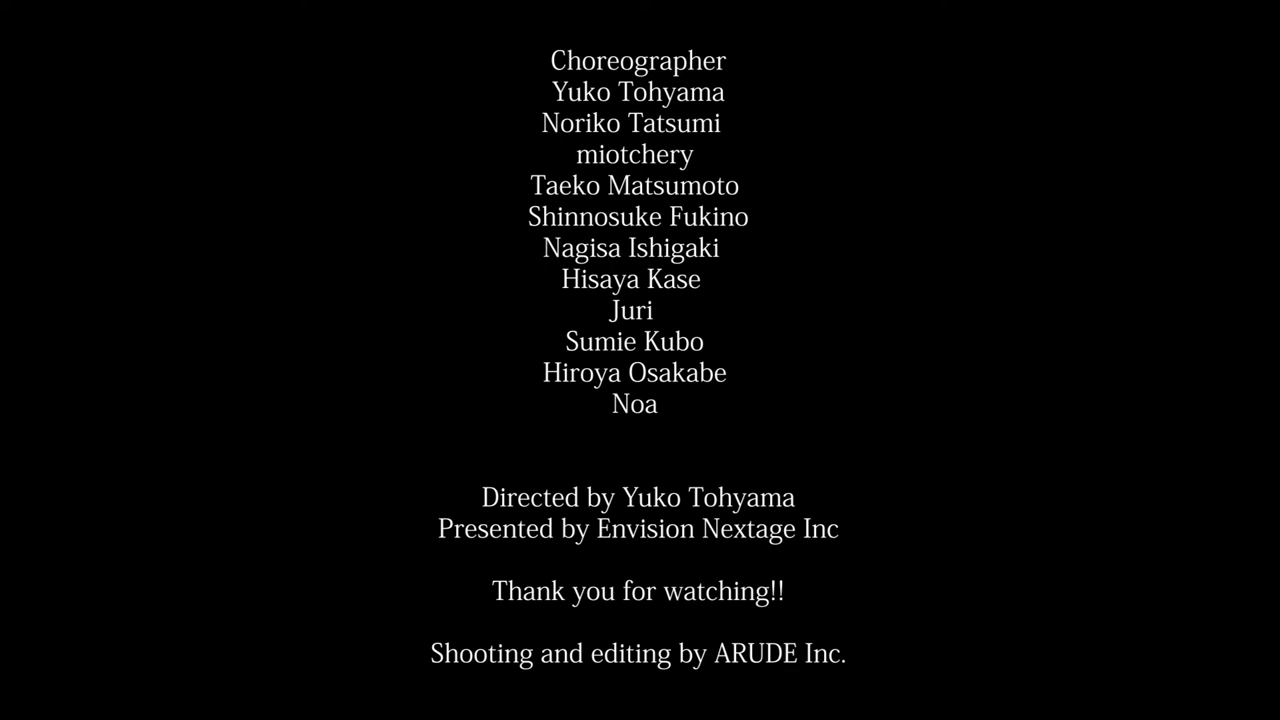 Choreographer
Yuko Tohyama
Noriko Tatsumi
miotchery
Taeko Matsumoto
Shinnosuke Fukino
Nagisa Ishigaki
Hisaya Kase
Juri
Sumie Kubo
Hiroya Osakabe
Noa
Directed by Yuko Tohyama
Presented by Envision Nextage Inc
Thank you for watching!!
Shooting and editing by ARUDE Inc.